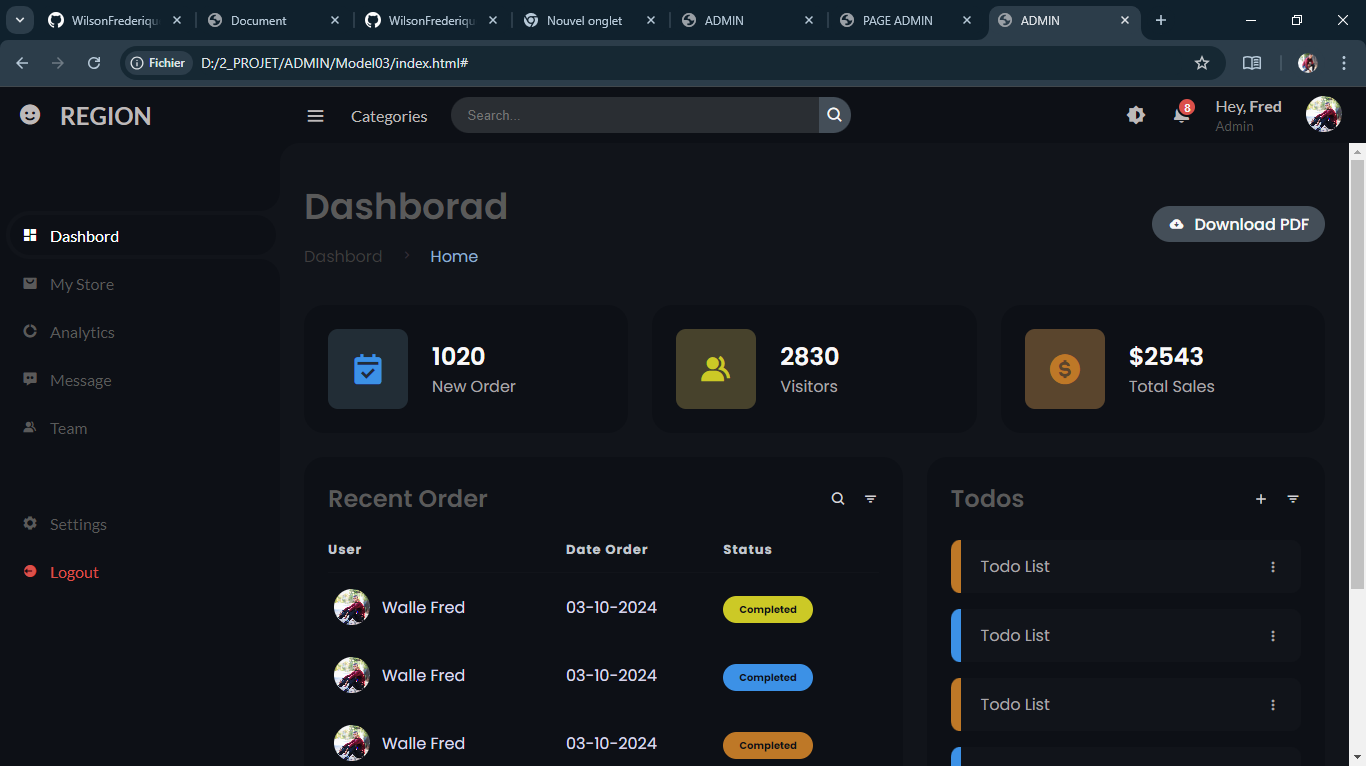 WilsonFrederique
Document
WilsonFrederiqu
Nouvel onglet
ADMIN
PAGE ADMIN
ADMIN
Fichier
D:/2_PROJET/ADMIN/Model03/index.html#
REGION
Categories
Search...
8
Hey, Fred
Admin
Dashbord
My Store
Analytics
Message
Team
Settings
Logout
Dashborad
Dashbord > Home
Download PDF
1020
New Order
2830
Visitors
$2543
Total Sales
Recent Order
User Date Order Status
Walle Fred 03-10-2024 Completed
Walle Fred 03-10-2024 Completed
Walle Fred 03-10-2024 Completed
Todos
Todo List
Todo List
Todo List